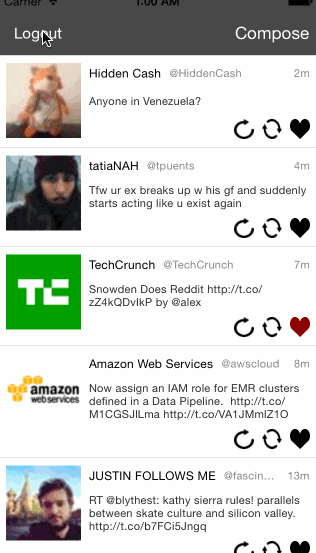 Carrier 1:00 AM
Logout Compose
Hidden Cash @HiddenCash 2m
Anyone in Venezuela?
tatiaNAH @tpuents 4m
Tfw ur ex breaks up w his gf and suddenly
starts acting like u exist again
TC
TechCrunch @TechCrunch 7m
Snowden Does Reddit http://t.co/
zZ4kQDvIkP by @alex
amazon
webservices
Amazon Web Services @awscloud 8m
Now assign an IAM role for EMR clusters
defined in a Data Pipeline.  http://t.co/
M1CGSJlLma http://t.co/VA1JMmlZ1O
JUSTIN FOLLOWS ME @fascin... 13m
RT @blythest: kathy sierra rules! parallels
between skate culture and silicon valley.
http://t.co/b7FCi5Jngq